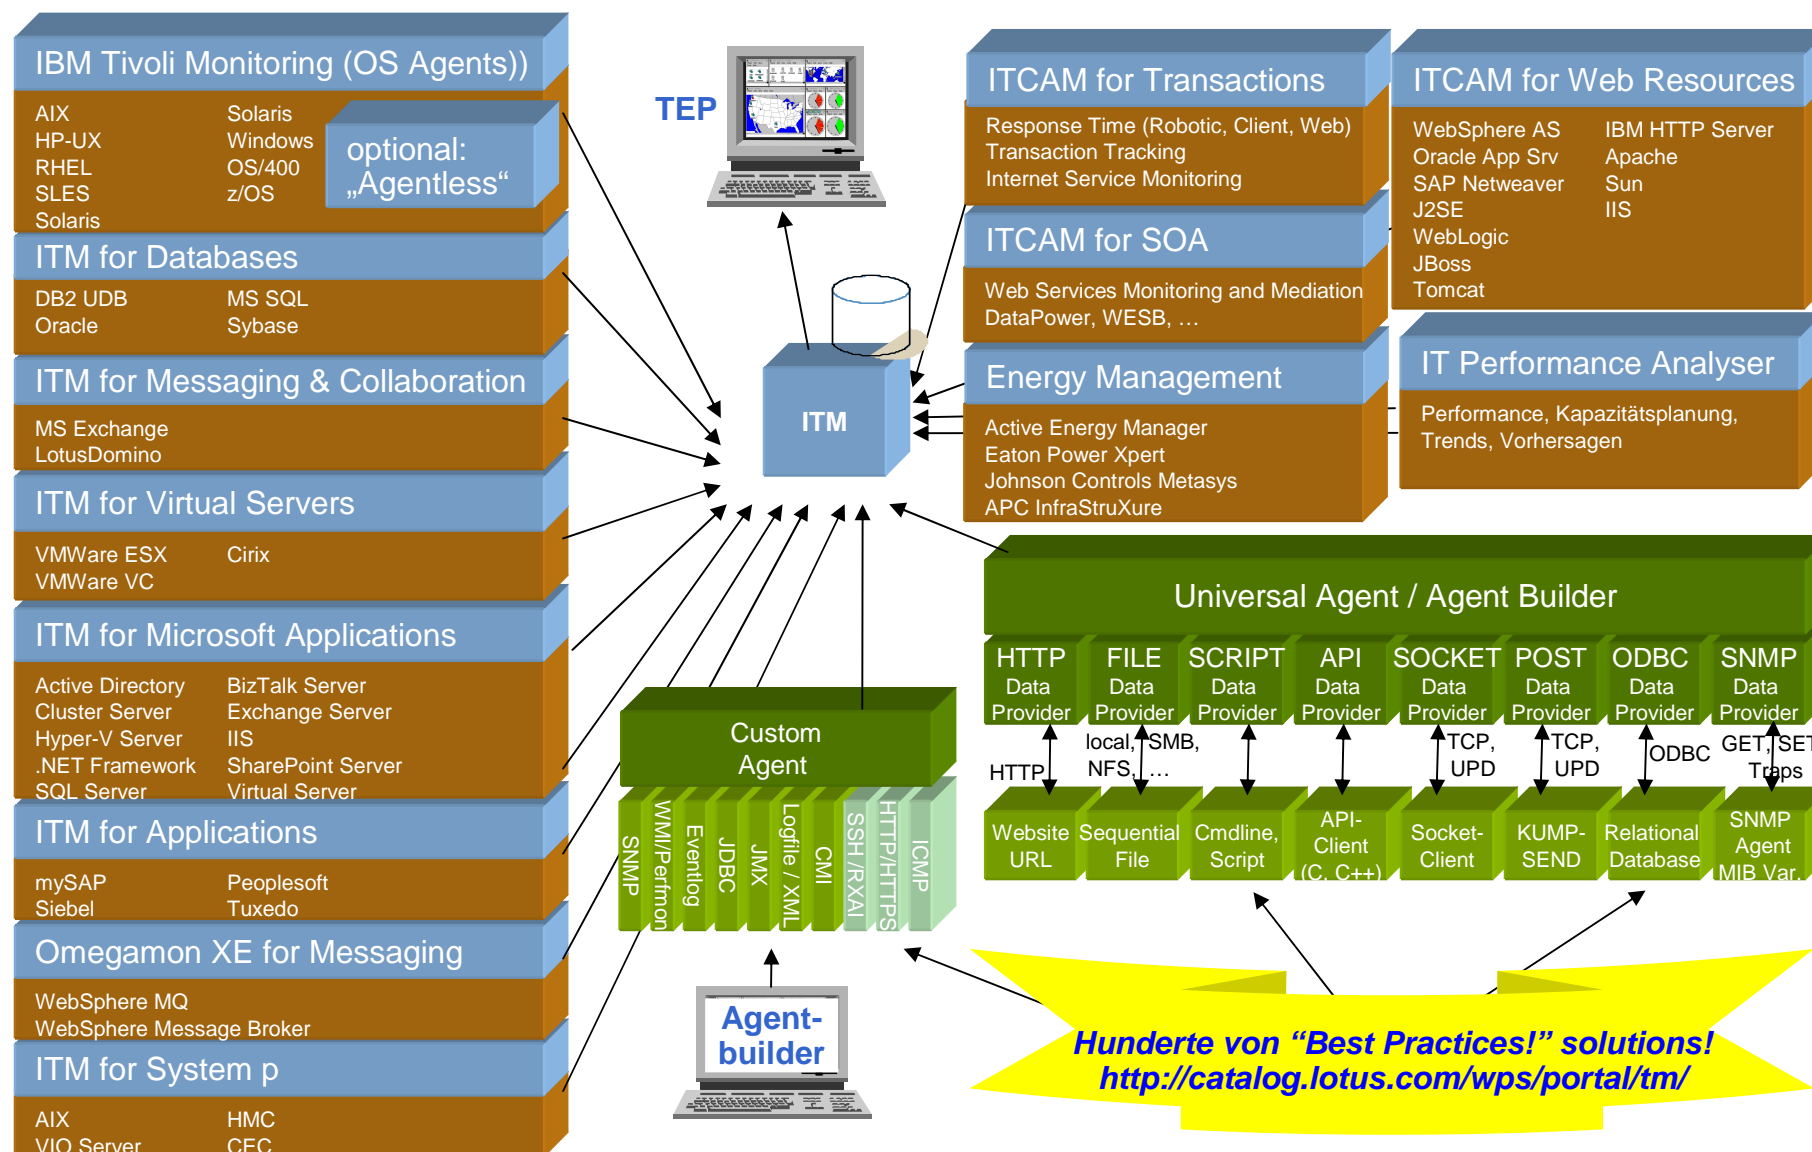 IBM Tivoli Monitoring (OS Agents))
AIX Solaris
HP-UX Windows
RHEL OS/400
SLES z/OS
Solaris
optional:
„Agentless“
ITM for Databases
DB2 UDB MS SQL
Oracle Sybase
ITM for Messaging & Collaboration
MS Exchange
LotusDomino
ITM for Virtual Servers
VMWare ESX Cirix
VMWare VC
ITM for Microsoft Applications
Active Directory BizTalk Server
Cluster Server Exchange Server
Hyper-V Server IIS
.NET Framework SharePoint Server
SQL Server Virtual Server
ITM for Applications
mySAP Peoplesoft
Siebel Tuxedo
Omegamon XE for Messaging
WebSphere MQ
WebSphere Message Broker
ITM for System p
AIX HMC
VIO Server CEC
TEP
ITM
ITCAM for Transactions
Response Time (Robotic, Client, Web)
Transaction Tracking
Internet Service Monitoring
ITCAM for SOA
Web Services Monitoring and Mediation
DataPower, WESB, …
Energy Management
Active Energy Manager
Eaton Power Xpert
Johnson Controls Metasys
APC InfraStruXure
ITCAM for Web Resources
WebSphere AS IBM HTTP Server
Oracle App Srv Apache
SAP Netweaver Sun
J2SE IIS
WebLogic
JBoss
Tomcat
IT Performance Analyser
Performance, Kapazitätsplanung,
Trends, Vorhersagen
Universal Agent / Agent Builder
HTTP
Data
Provider
FILE
Data
Provider
SCRIPT
Data
Provider
API
Data
Provider
SOCKET
Data
Provider
POST
Data
Provider
ODBC
Data
Provider
SNMP
Data
Provider
HTTP
local, SMB,
NFS, …
TCP,
UPD
TCP,
UPD
ODBC
GET, SET
Traps
Website
URL
Sequential
File
Cmdline,
Script
API-
Client
(C, C++)
Socket-
Client
KUMP-
SEND
Relational
Database
SNMP
Agent
MIB Var.
Custom
Agent
SNMP
WMI/Perfmon
Eventlog
JDBC
JMX
Logfile / XML
CMI
SSH /RXAI
HTTP/HTTPS
ICMP
Agent-
builder
Hunderte von “Best Practices!” solutions!
http://catalog.lotus.com/wps/portal/tm/